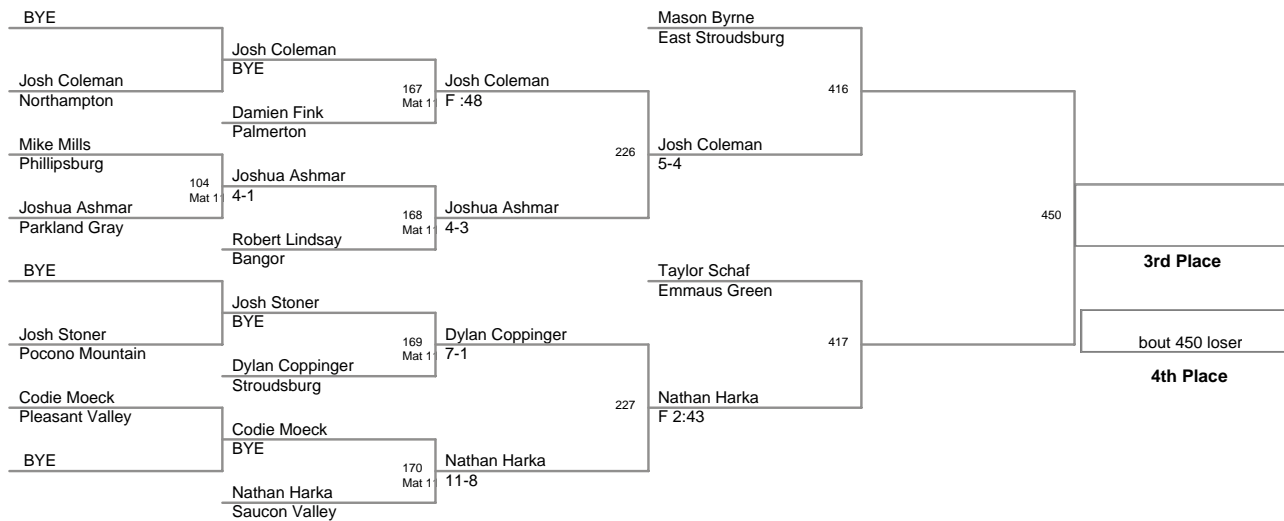 BYE
Josh Coleman
Northampton
Mike Mills
Phillipsburg
104
Mat 1
Joshua Ashmar
Parkland Gray
BYE
Josh Stoner
Pocono Mountain
Codie Moeck
Pleasant Valley
BYE
Josh Coleman
BYE
167
Mat 1
Damien Fink
Palmerton
Joshua Ashmar
4-1
168
Mat 1
Robert Lindsay
Bangor
Josh Stoner
BYE
169
Mat 1
Dylan Coppinger
Stroudsburg
Codie Moeck
BYE
170
Mat 1
Nathan Harka
Saucon Valley
Josh Coleman
F :48
226
Joshua Ashmar
4-3
Dylan Coppinger
7-1
227
Nathan Harka
11-8
Mason Byrne
East Stroudsburg
416
Josh Coleman
5-4
Taylor Schaf
Emmaus Green
417
Nathan Harka
F 2:43
450
3rd Place
bout 450 loser
4th Place